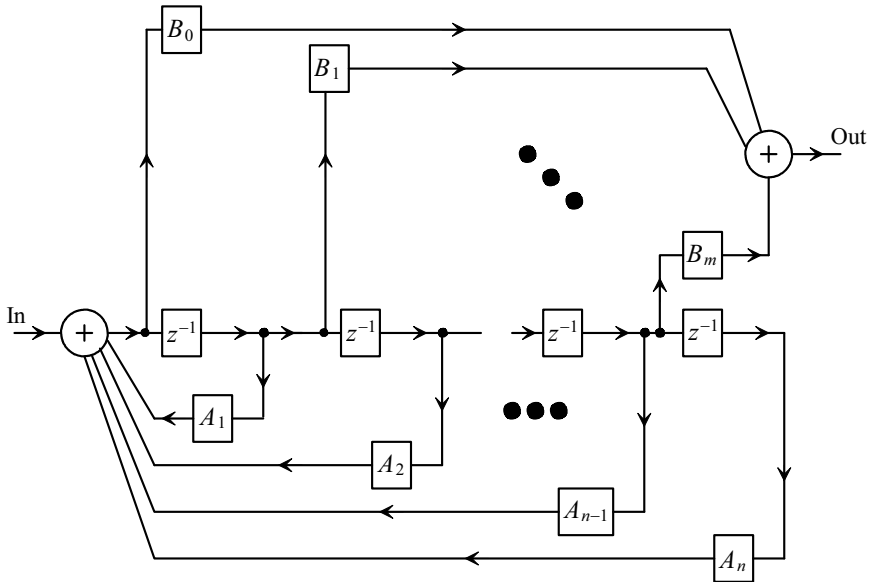 B₀
B₁
+
Out
Bₘ
In
+
z⁻¹
z⁻¹
z⁻¹
z⁻¹
A₁
A₂
Aₙ₋₁
Aₙ